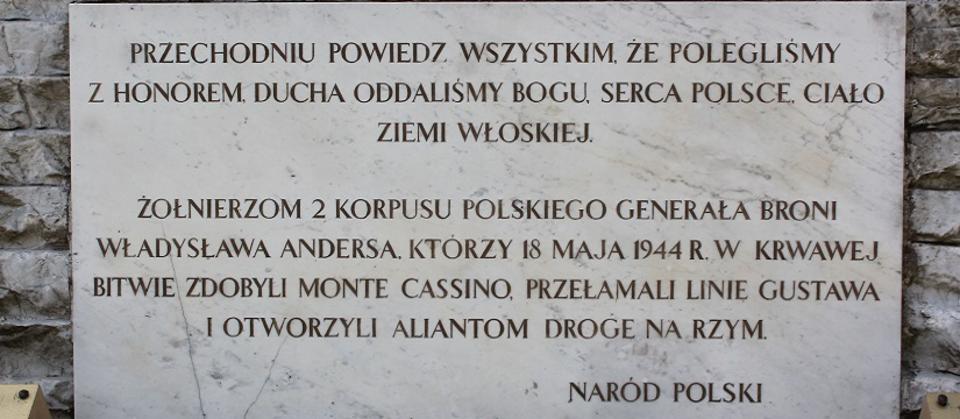 PRZECHODNIU POWIEDZ WSZYSTKIM, ŻE POLEGLIŚMY
Z HONOREM, DUCHA ODDALIŚMY BOGU, SERCA POLSCE, CIAŁO
ZIEMI WŁOSKIEJ.
ŻOŁNIERZOM 2 KORPUSU POLSKIEGO GENERAŁA BRONI
WŁADYSŁAWA ANDERSA, KTÓRZY 18 MAJA 1944 R. W KRWAWEJ
BITWIE ZDOBYLI MONTE CASSINO, PRZEŁAMALI LINIĘ GUSTAWA
I OTWORZYLI ALIANTOM DROGĘ NA RZYM.
NARÓD POLSKI